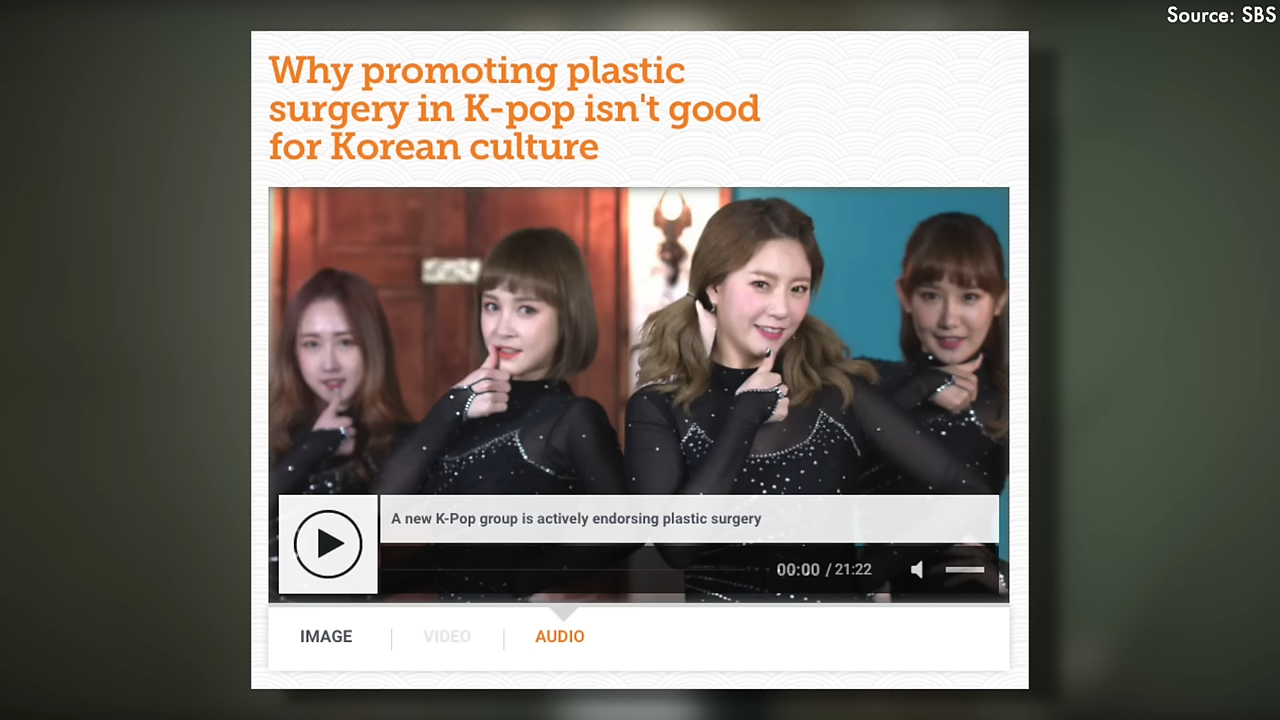 Source: SBS
Why promoting plastic
surgery in K-pop isn't good
for Korean culture
A new K-Pop group is actively endorsing plastic surgery
00:00 / 21:22
IMAGE
VIDEO
AUDIO